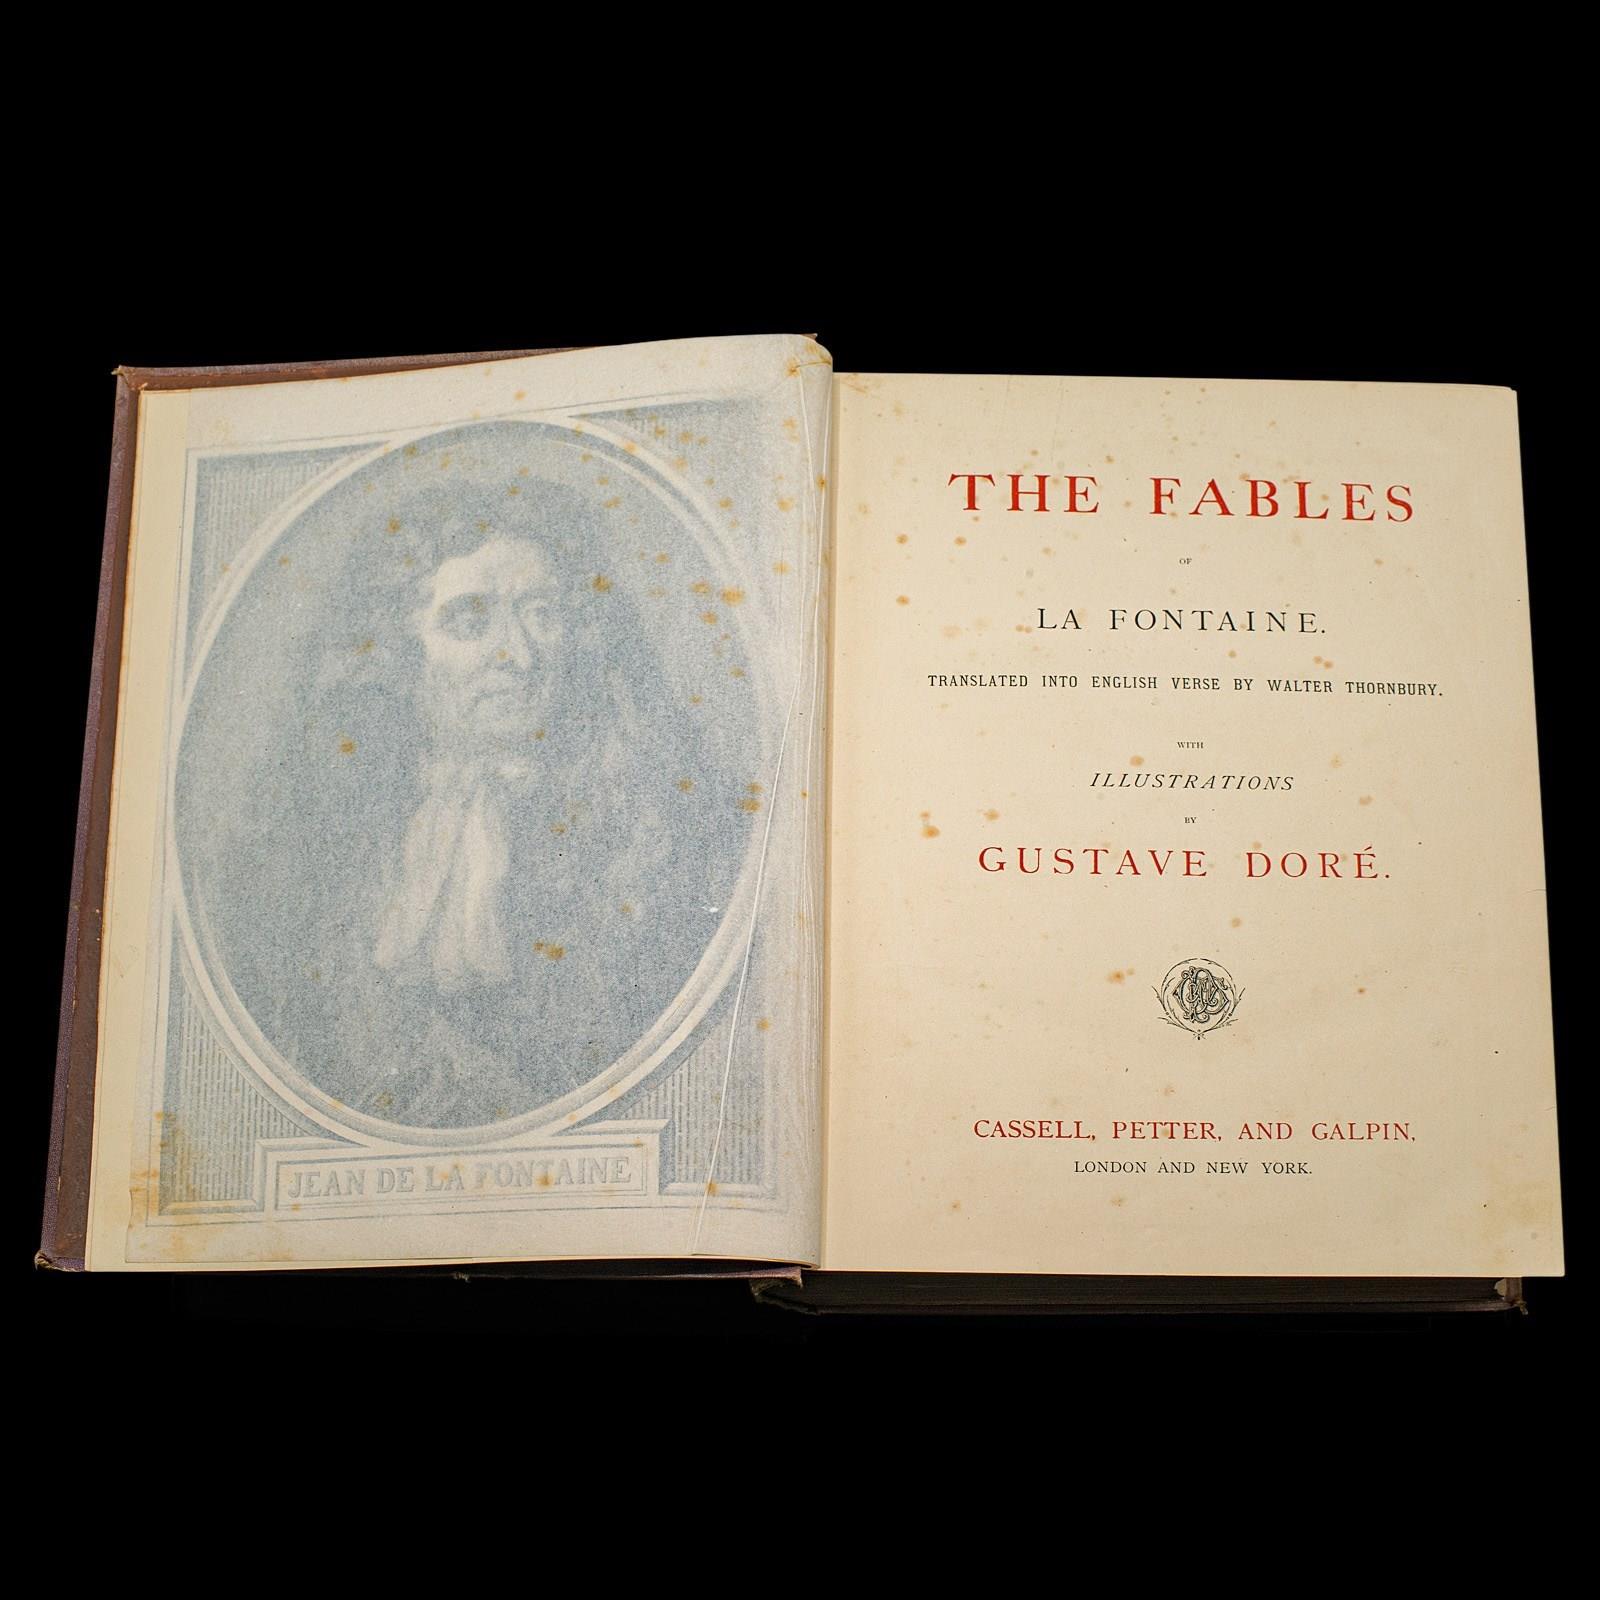 JEAN DE LA FONTAINE
THE FABLES
OF
LA FONTAINE.
TRANSLATED INTO ENGLISH VERSE BY WALTER THORNBURY.
WITH
ILLUSTRATIONS
BY
GUSTAVE DORÉ.
CASSELL, PETTER, AND GALPIN,
LONDON AND NEW YORK.